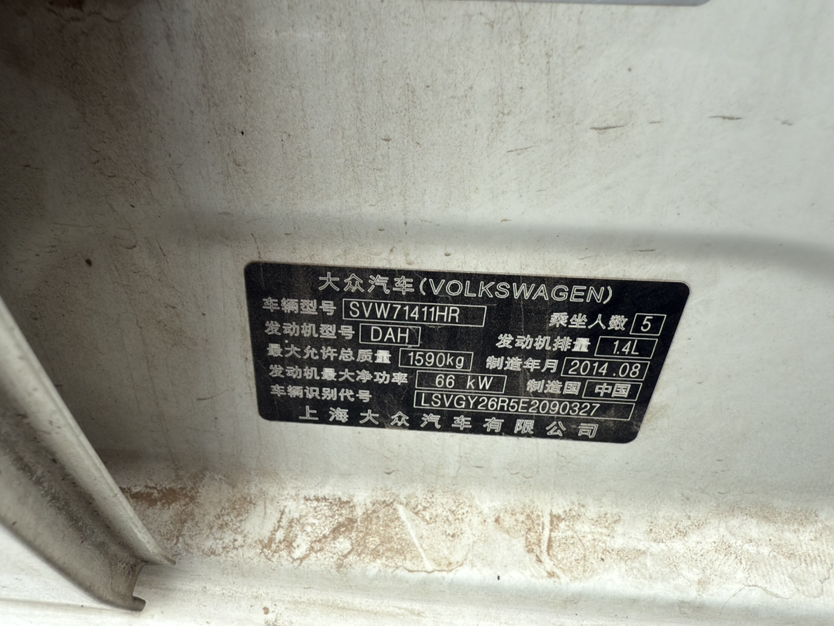 大众汽车(VOLKSWAGEN)
车辆型号 SVW71411HR 乘坐人数 5
发动机型号 DAH 发动机排量 1.4L
最大允许总质量 1590kg 制造年月 2014.08
发动机最大净功率 66 kW 制造国 中国
车辆识别代号 LSVGY26R5E2090327
上海大众汽车有限公司